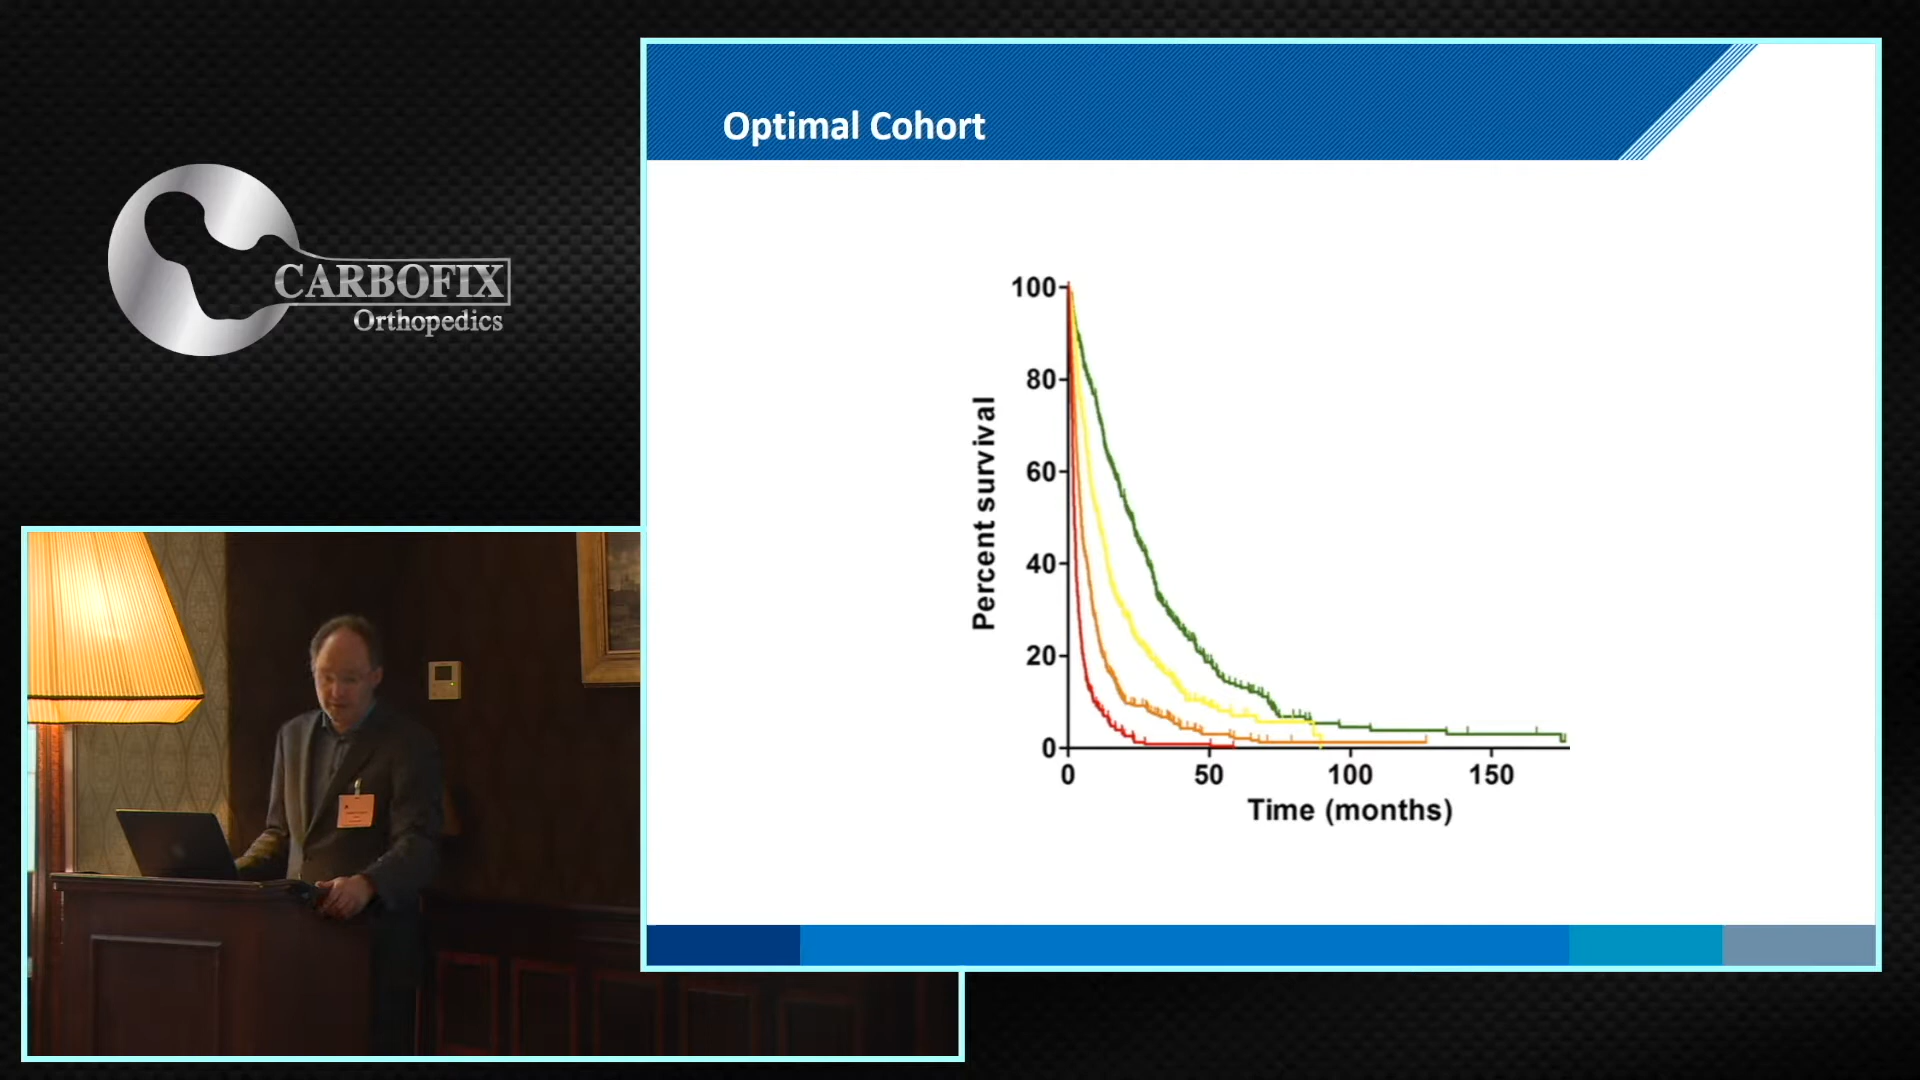 CARBOFIX
Orthopedics
Optimal Cohort
Percent survival
100
80
60
40
20
0
0 50 100 150
Time (months)